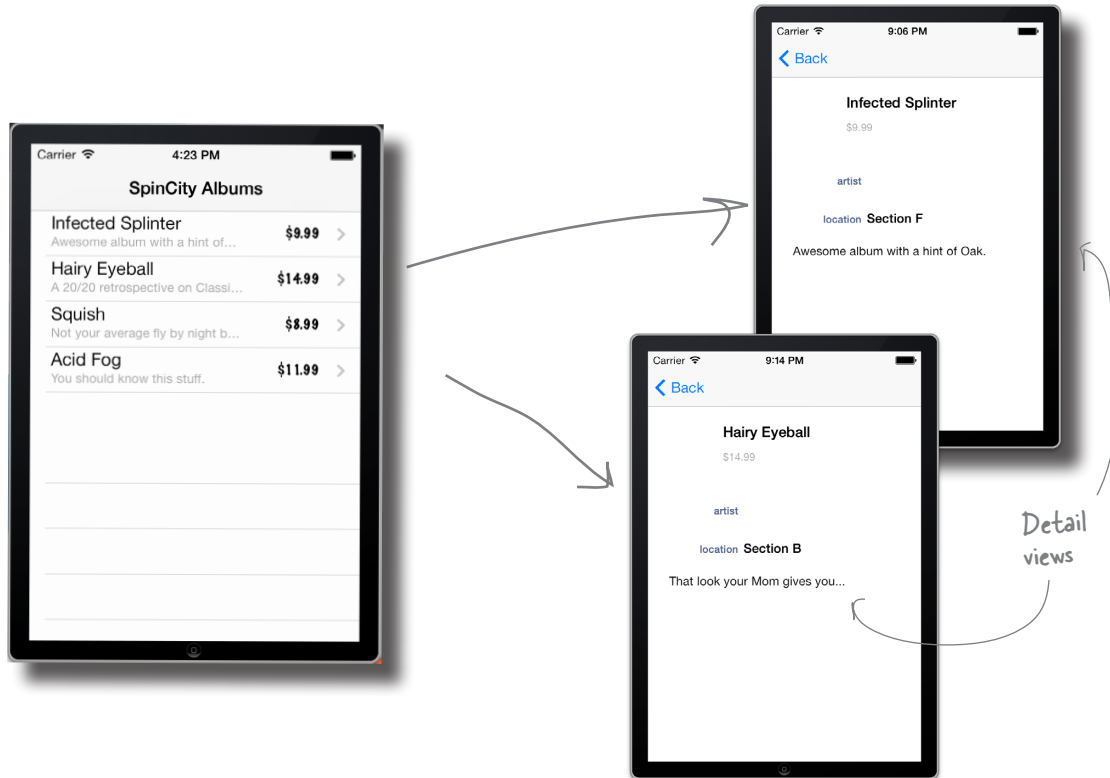 Carrier 4:23 PM
SpinCity Albums
Infected Splinter
Awesome album with a hint of...
$9.99
Hairy Eyeball
A 20/20 retrospective on Classi...
$14.99
Squish
Not your average fly by night b...
$8.99
Acid Fog
You should know this stuff.
$11.99
Carrier 9:06 PM
Back
Infected Splinter
$9.99
artist
location Section F
Awesome album with a hint of Oak.
Carrier 9:14 PM
Back
Hairy Eyeball
$14.99
artist
location Section B
That look your Mom gives you...
Detail
views